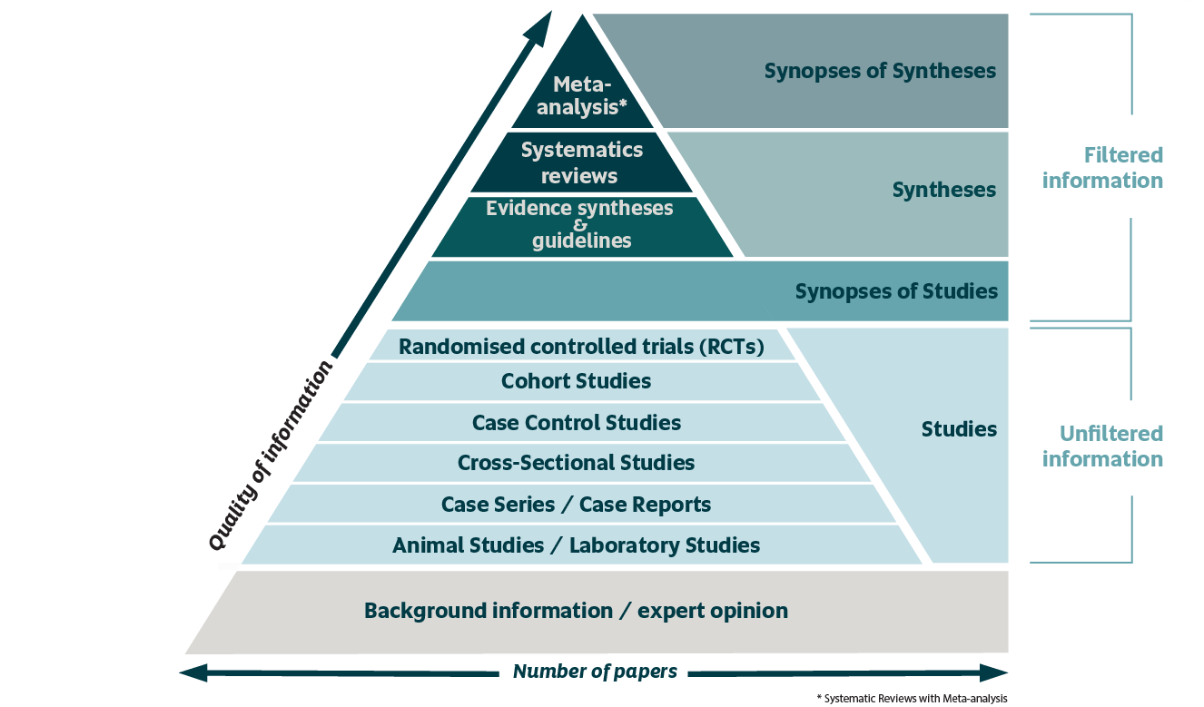 Meta-
analysis*
Synopses of Syntheses
Systematics
reviews
Filtered
information
Syntheses
Evidence syntheses
&
guidelines
Synopses of Studies
Quality of information
Randomised controlled trials (RCTs)
Cohort Studies
Case Control Studies
Studies
Unfiltered
information
Cross-Sectional Studies
Case Series / Case Reports
Animal Studies / Laboratory Studies
Background information / expert opinion
Number of papers
* Systematic Reviews with Meta-analysis